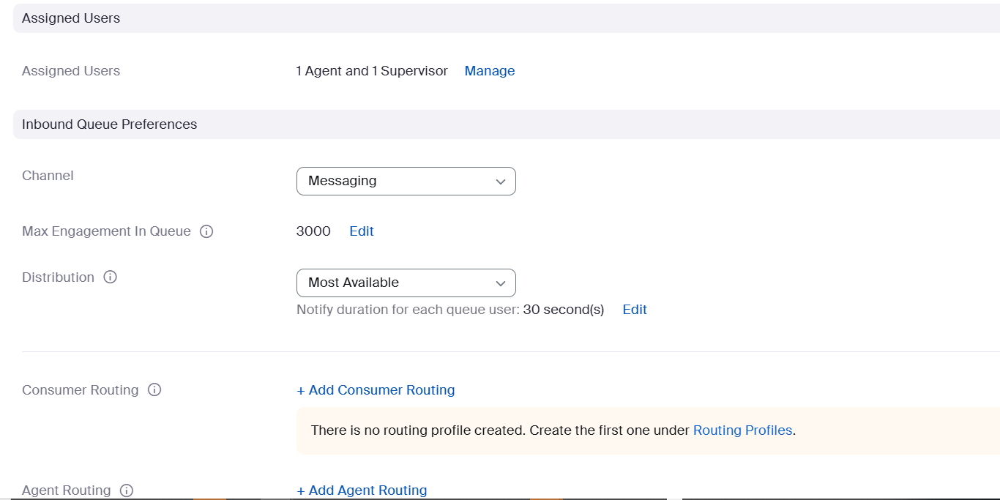 Assigned Users
Assigned Users 1 Agent and 1 Supervisor Manage
Inbound Queue Preferences
Channel Messaging
Max Engagement In Queue 3000 Edit
Distribution Most Available
Notify duration for each queue user: 30 second(s) Edit
Consumer Routing + Add Consumer Routing
There is no routing profile created. Create the first one under Routing Profiles.
Agent Routing + Add Agent Routing